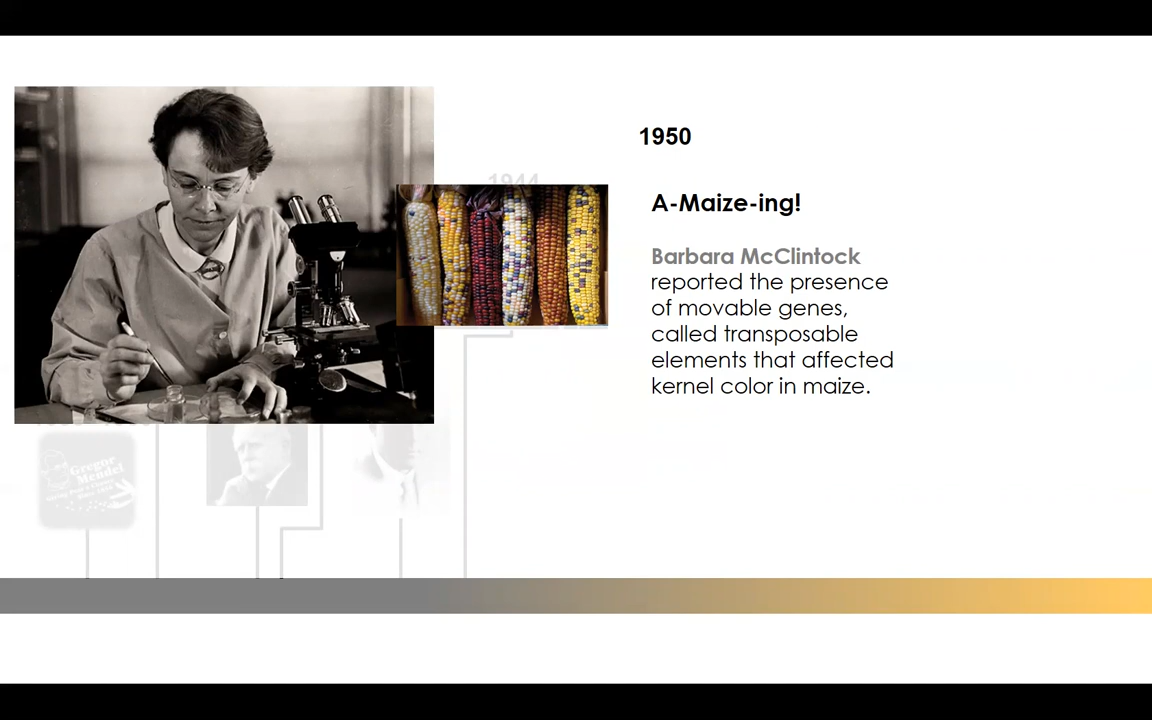 1950
1944
A-Maize-ing!
Barbara McClintock
reported the presence
of movable genes,
called transposable
elements that affected
kernel color in maize.
Gregor
Mendel